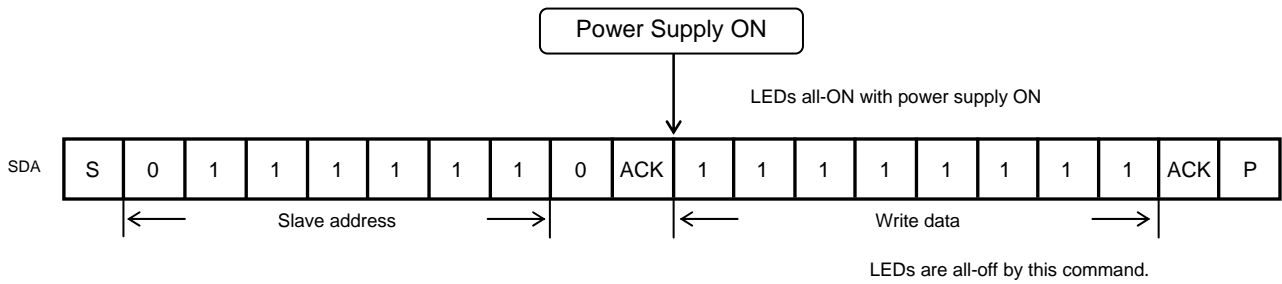 Power Supply ON
LEDs all-ON with power supply ON
SDA S 0 1 1 1 1 1 1 0 ACK 1 1 1 1 1 1 1 1 ACK P
Slave address Write data
LEDs are all-off by this command.